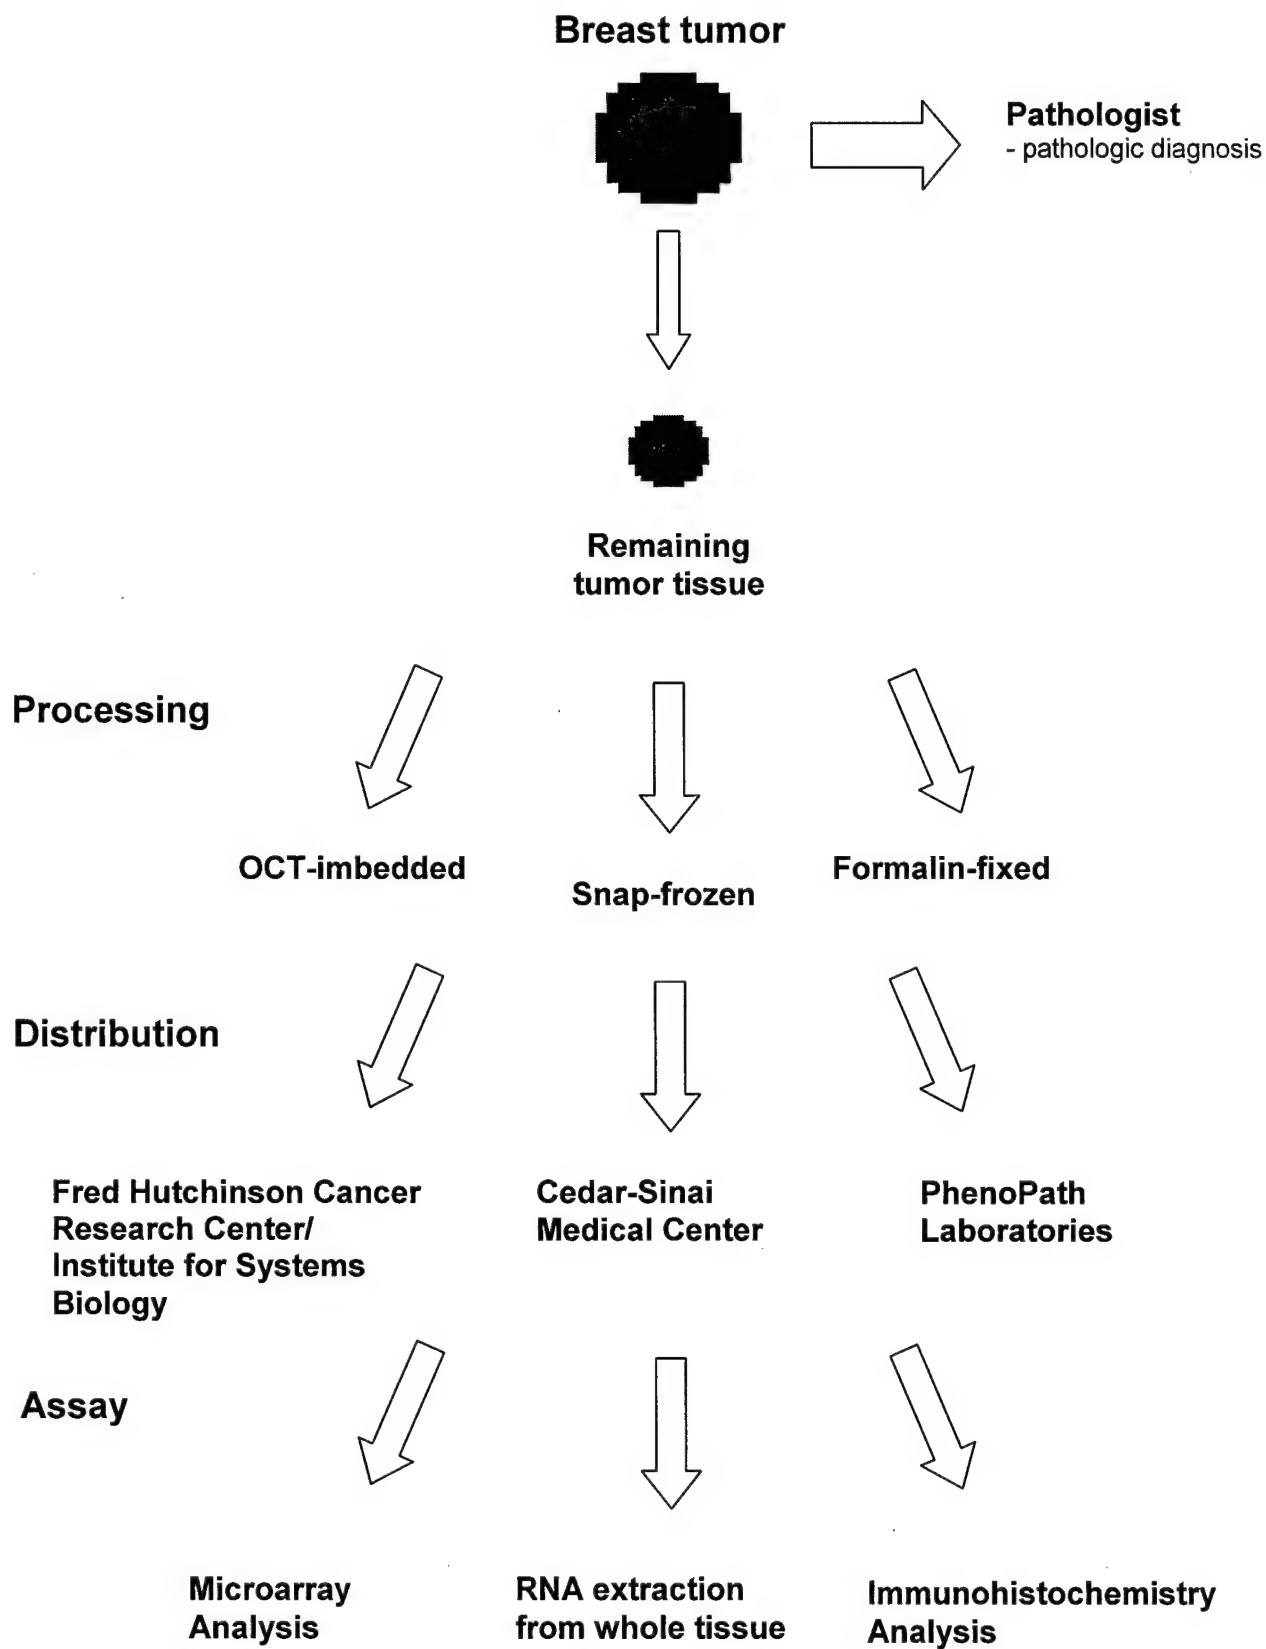 Breast tumor
Pathologist
- pathologic diagnosis
Remaining
tumor tissue
Processing
OCT-imbedded
Snap-frozen
Formalin-fixed
Distribution
Fred Hutchinson Cancer
Research Center/
Institute for Systems
Biology
Cedar-Sinai
Medical Center
PhenoPath
Laboratories
Assay
Microarray
Analysis
RNA extraction
from whole tissue
Immunohistochemistry
Analysis